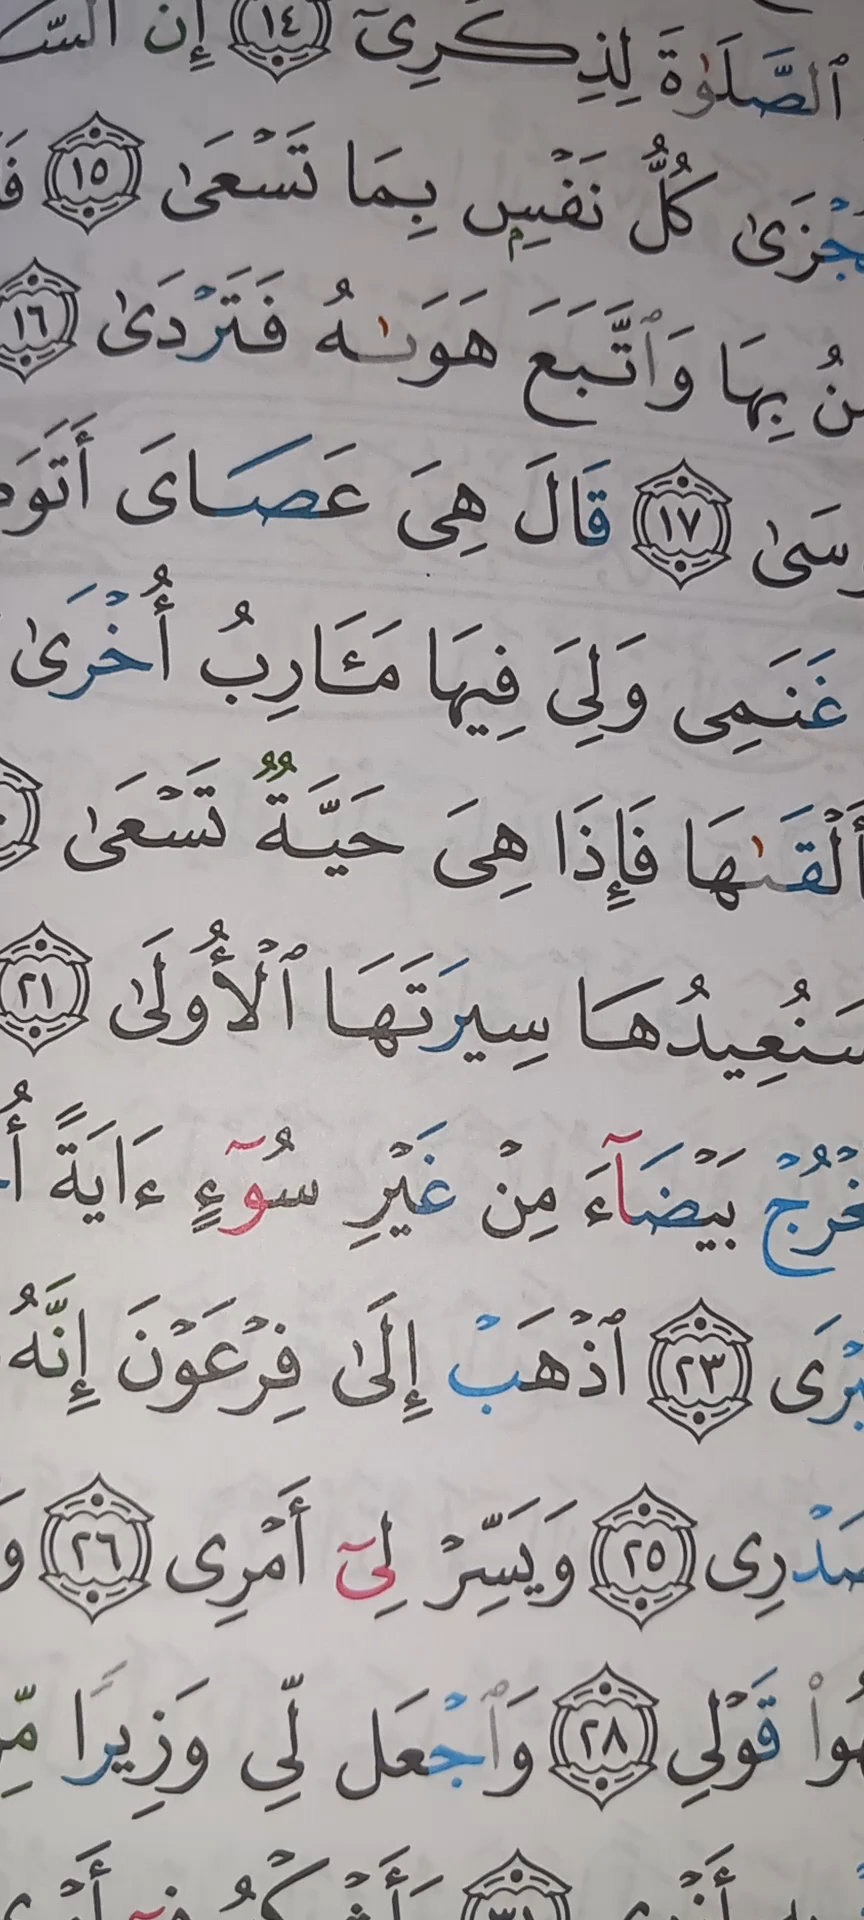 ٱلصَّلَوٰةَ لِذِكْرِىٓ ١٤ إِنَّ
كُلُّ نَفْسٍۭ بِمَا تَسْعَىٰ ١٥
بِهَا وَٱتَّبَعَ هَوَىٰهُ فَتَرْدَىٰ ١٦
١٧ قَالَ هِىَ عَصَاىَ
غَنَمِى وَلِىَ فِيهَا مَـَٔارِبُ أُخْرَىٰ
أَلْقَىٰهَا فَإِذَا هِىَ حَيَّةٌ تَسْعَىٰ
سَنُعِيدُهَا سِيرَتَهَا ٱلْأُولَىٰ ٢١
بَيْضَآءَ مِنْ غَيْرِ سُوٓءٍ ءَايَةً
٢٣ ٱذْهَبْ إِلَىٰ فِرْعَوْنَ إِنَّهُ
صَدْرِى ٢٥ وَيَسِّرْ لِىٓ أَمْرِى ٢٦
قَوْلِى ٢٨ وَٱجْعَل لِّى وَزِيرًا